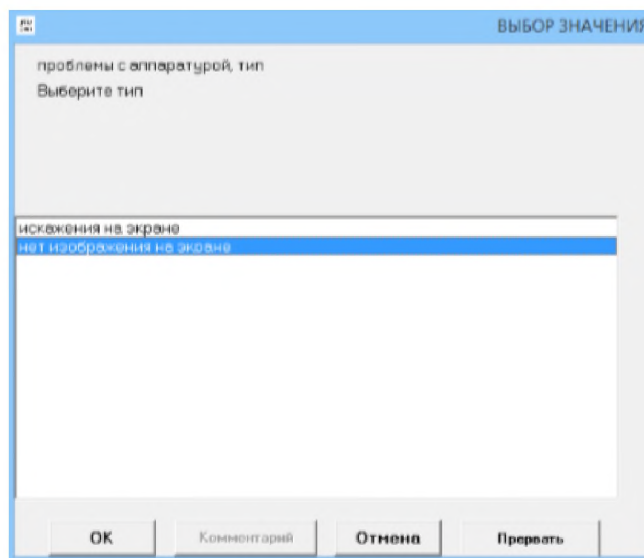 ВЫБОР ЗНАЧЕНИЯ
проблемы с аппаратурой, тип
Выберите тип
искажения на экране
нет изображения на экране
OK Комментарий Отмена Прервать